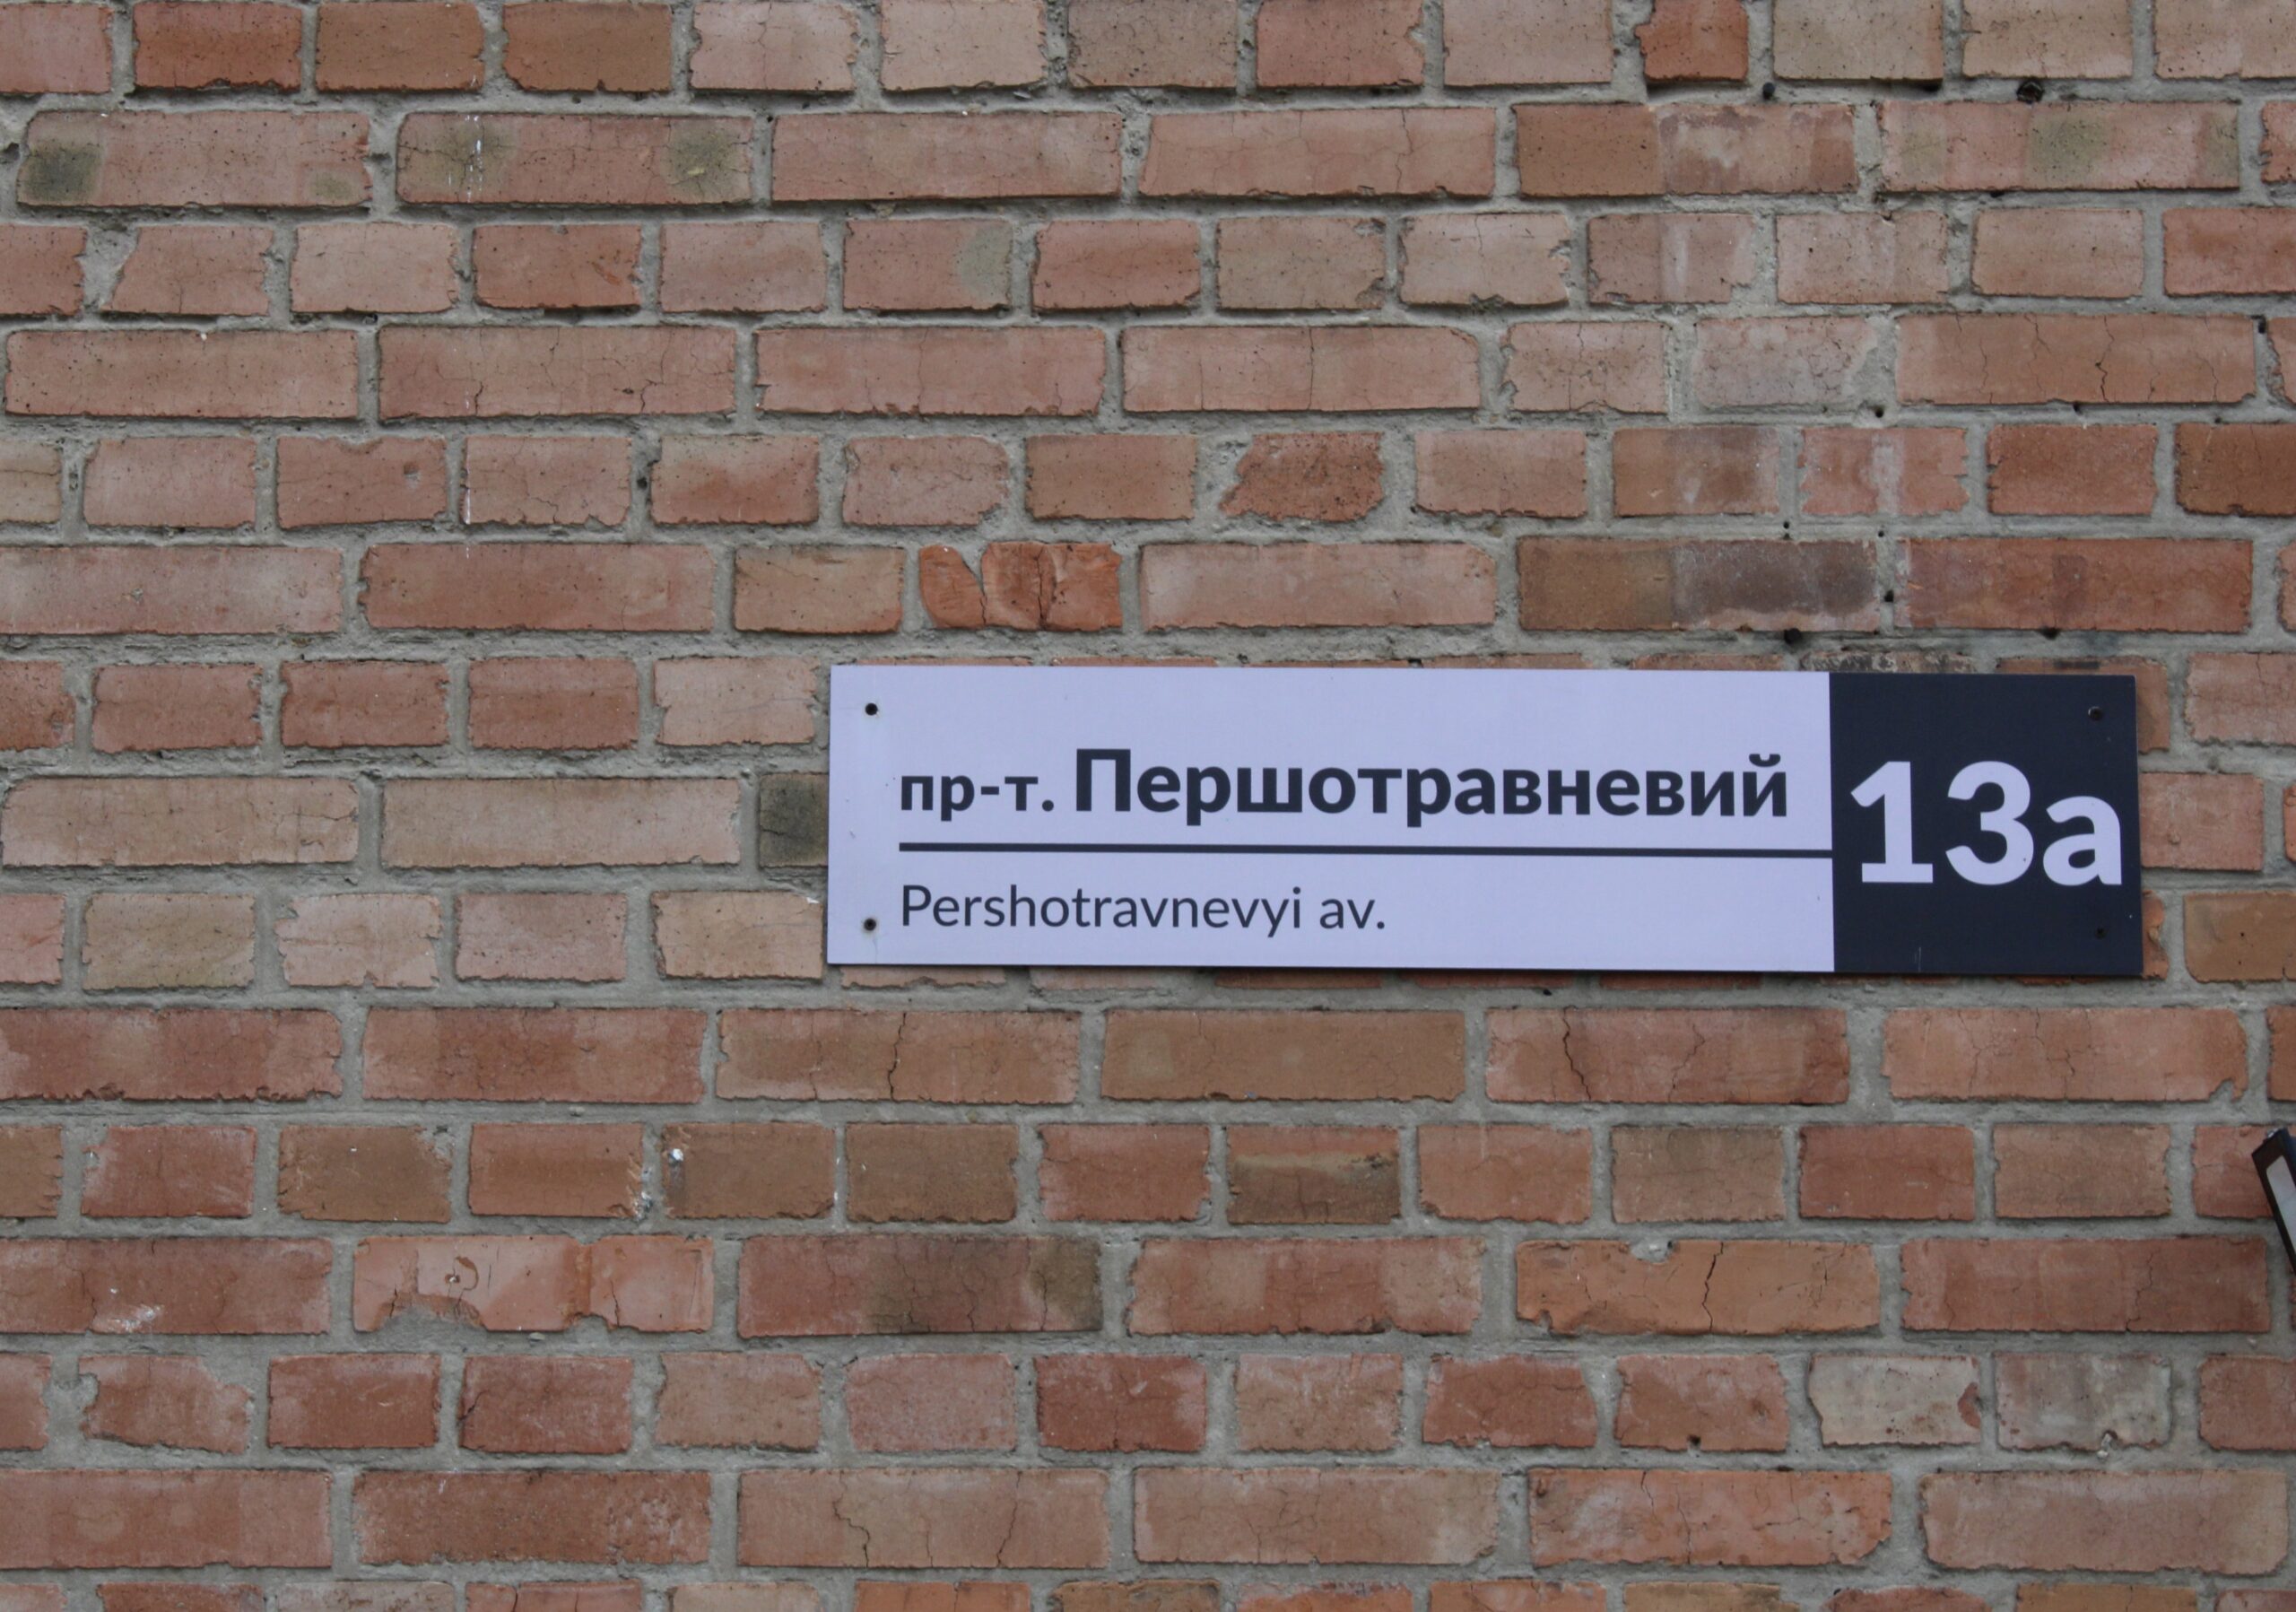 пр-т. Першотравневий
Pershotravnevyi av.
13а